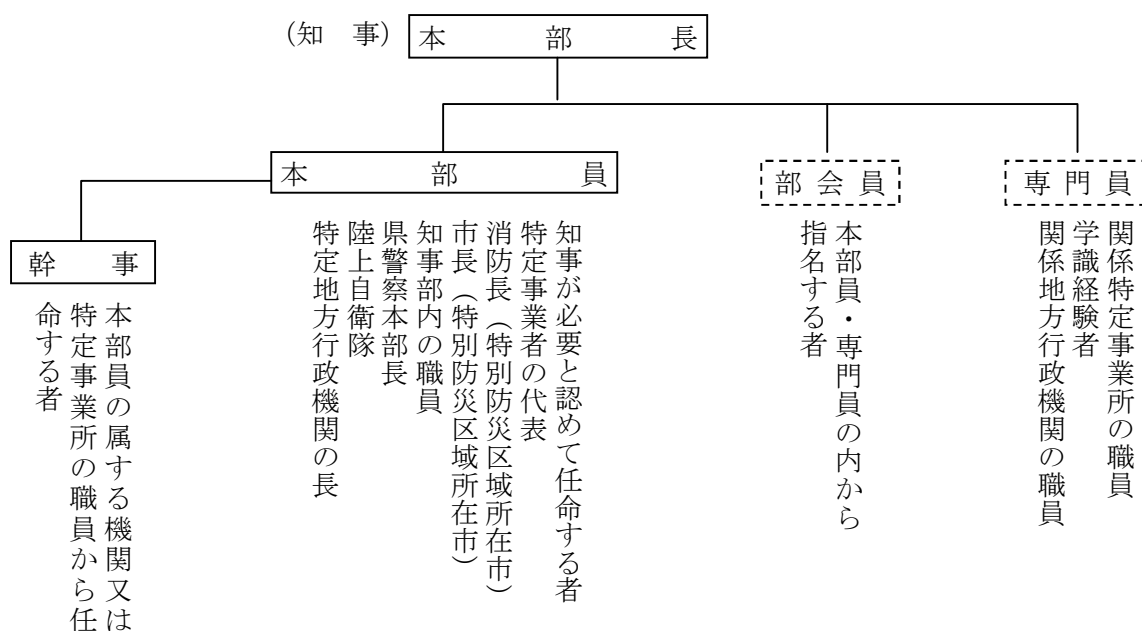 (知　事)
本　部　長
本　部　員
部会員
専門員
幹　事
関係特定事業所の職員
学識経験者
関係地方行政機関の職員
本部員・専門員の内から
指名する者
知事が必要と認めて任命する者
特定事業者の代表
消防長（特別防災区域所在市）
市長（特別防災区域所在市）
知事部内の職員
県警察本部長
陸上自衛隊
特定地方行政機関の長
本部員の属する機関又は
特定事業所の職員から任
命する者